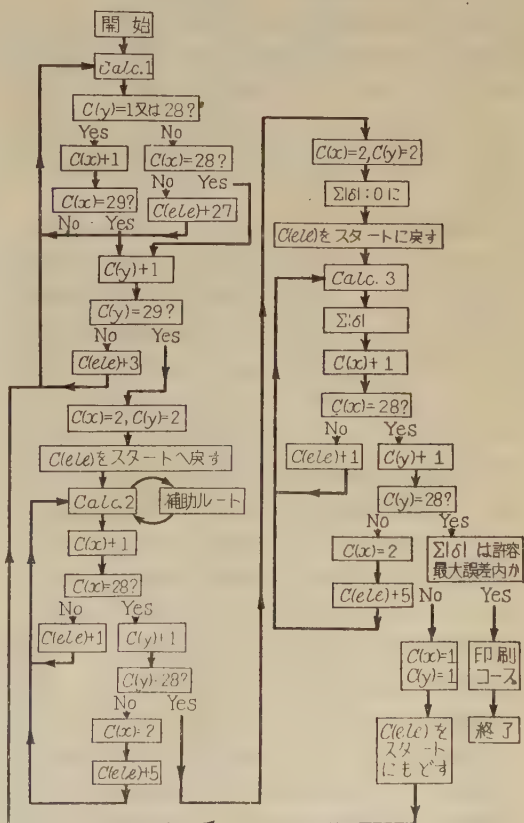 開始
Calc.1
C(y)=1又は28?
Yes No
C(x)+1
C(x)=28?
No Yes
C(x)=29?
C(ele)+27
No Yes
C(y)+1
C(y)=29?
No Yes
C(ele)+3
C(x)=2, C(y)=2
C(ele)をスタートへ戻す
Calc.2
補助ルート
C(x)+1
C(x)=28?
No Yes
C(ele)+1
C(y)+1
C(y)=28?
No Yes
C(x)=2
C(ele)+5
C(x)=2, C(y)=2
Σ|δ|:0に
C(ele)をスタートに戻す
Calc. 3
Σ|δ|
C(x)+1
C(x)=28?
No Yes
C(ele)+1
C(y)+1
C(y)=28?
No Yes
C(x)=2
Σ|δ|は許容
最大誤差内か
C(ele)+5
No Yes
C(x)=1
C(y)=1
印刷
コース
C(ele)を
スタート
にもどす
終了